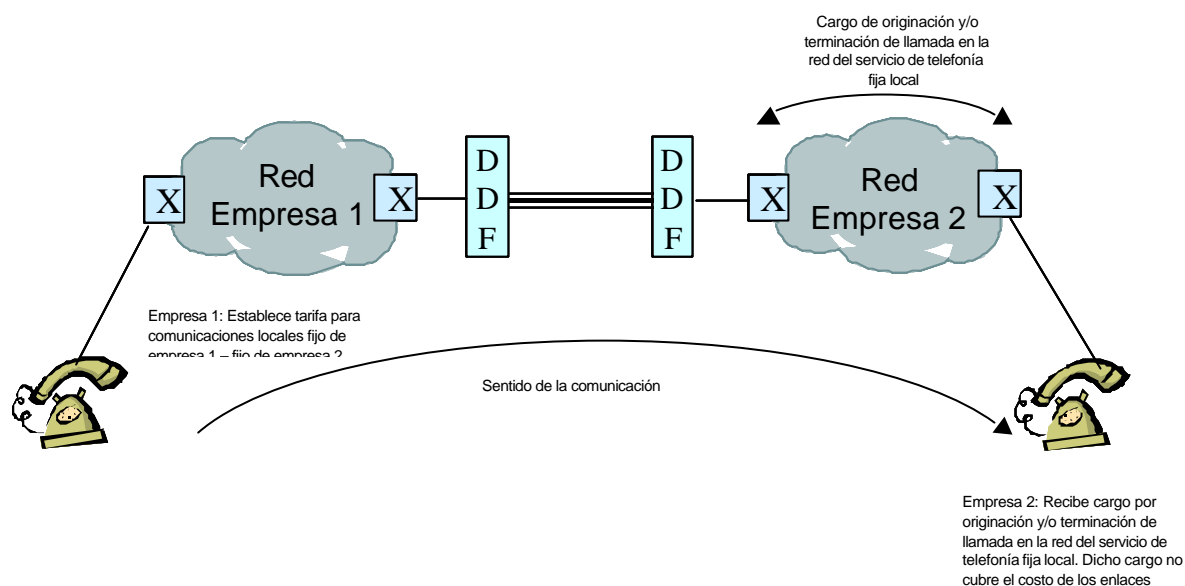 Cargo de originación y/o
terminación de llamada en la
red del servicio de telefonía
fija local
Red
Empresa 1
X
X
D
D
F
D
D
F
X
Red
Empresa 2
X
Empresa 1: Establece tarifa para
comunicaciones locales fijo de
empresa 1 – fijo de empresa 2
Sentido de la comunicación
Empresa 2: Recibe cargo por
originación y/o terminación de
llamada en la red del servicio de
telefonía fija local. Dicho cargo no
cubre el costo de los enlaces